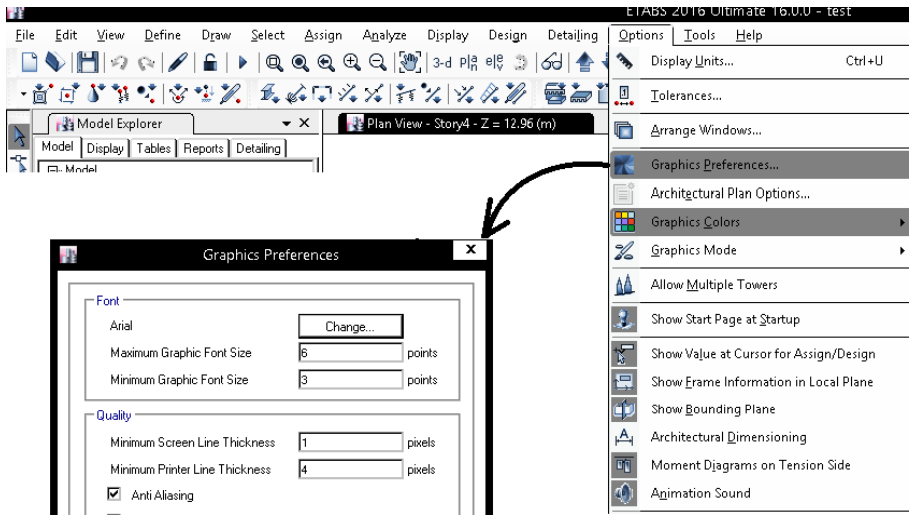 ETABS 2016 Ultimate 16.0.0 - test
File Edit View Define Draw Select Assign Analyze Display Design Detailing Options Tools Help
3-d
Model Explorer
Plan View - Story4 - Z = 12.96 (m)
Model Display Tables Reports Detailing
Model
Display Units... Ctrl+U
Tolerances...
Arrange Windows...
Graphics Preferences...
Architectural Plan Options...
Graphics Colors
Graphics Mode
Allow Multiple Towers
Show Start Page at Startup
Show Value at Cursor for Assign/Design
Show Frame Information in Local Plane
Show Bounding Plane
Architectural Dimensioning
Moment Diagrams on Tension Side
Animation Sound
Graphics Preferences
Font
Arial Change...
Maximum Graphic Font Size 6 points
Minimum Graphic Font Size 3 points
Quality
Minimum Screen Line Thickness 1 pixels
Minimum Printer Line Thickness 4 pixels
Anti Aliasing